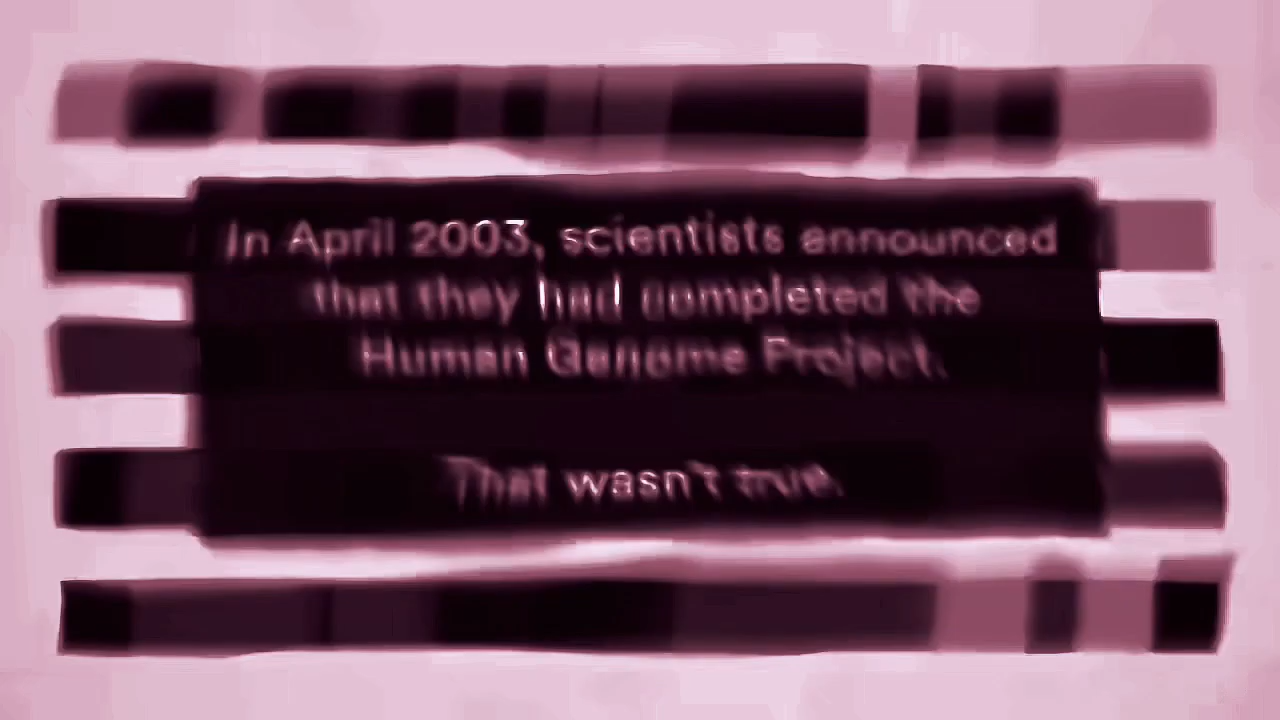 In April 2003, scientists announced
that they had completed the
Human Genome Project.
That wasn't true.